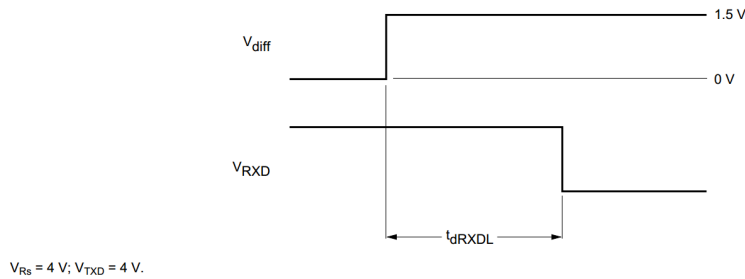 1.5 V
Vdiff
0 V
VRXD
tdRXDL
VRs = 4 V; VTXD = 4 V.